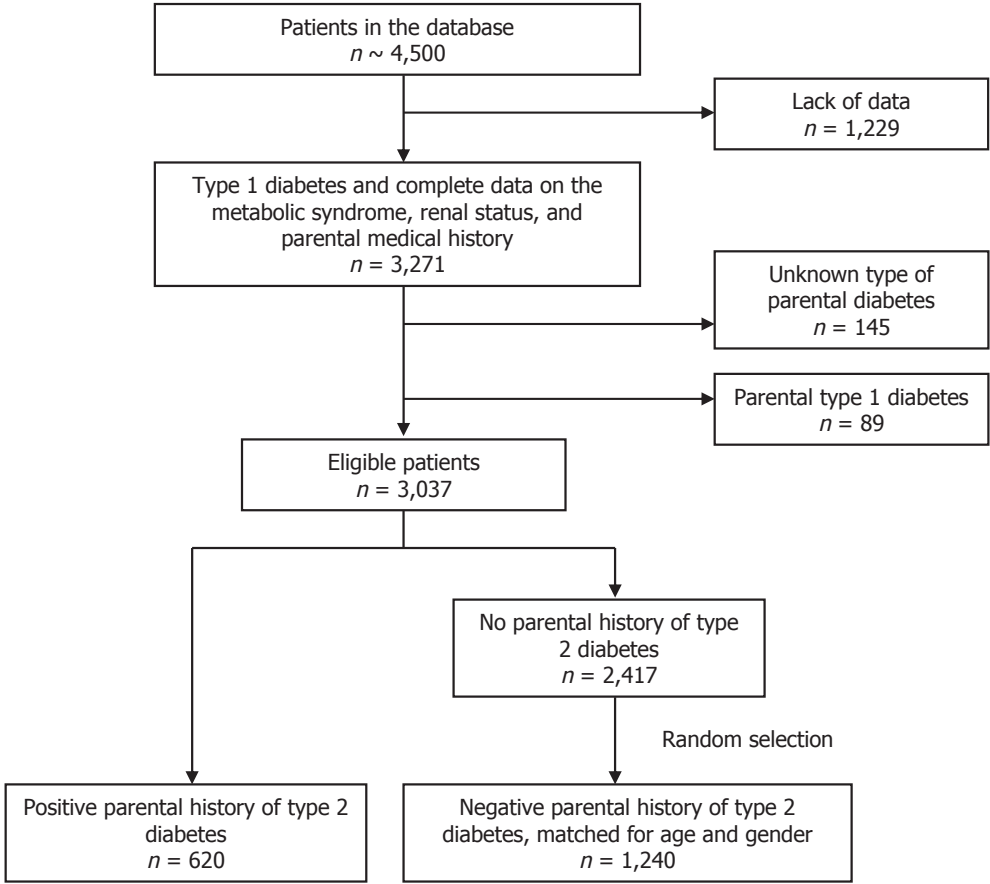 Patients in the database
n ~ 4,500
Lack of data
n = 1,229
Type 1 diabetes and complete data on the
metabolic syndrome, renal status, and
parental medical history
n = 3,271
Unknown type of
parental diabetes
n = 145
Parental type 1 diabetes
n = 89
Eligible patients
n = 3,037
No parental history of type
2 diabetes
n = 2,417
Random selection
Positive parental history of type 2
diabetes
n = 620
Negative parental history of type 2
diabetes, matched for age and gender
n = 1,240